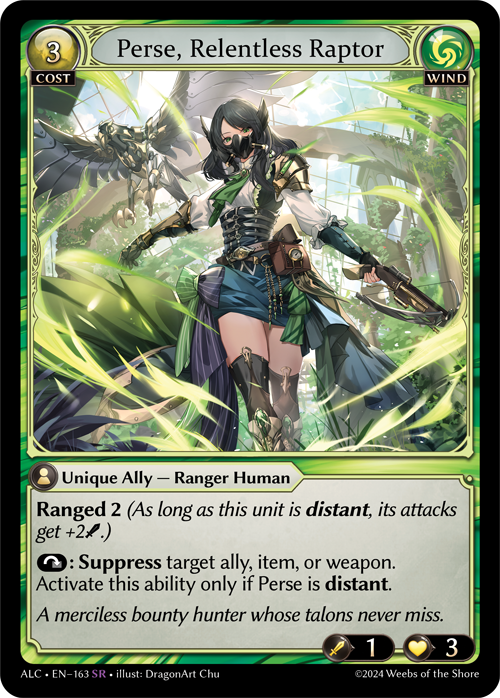 3
COST
Perse, Relentless Raptor
WIND
Unique Ally — Ranger Human
Ranged 2 (As long as this unit is distant, its attacks
get +2.)
: Suppress target ally, item, or weapon.
Activate this ability only if Perse is distant.
A merciless bounty hunter whose talons never miss.
1
3
ALC • EN–163 SR • illust: DragonArt Chu
©2024 Weebs of the Shore